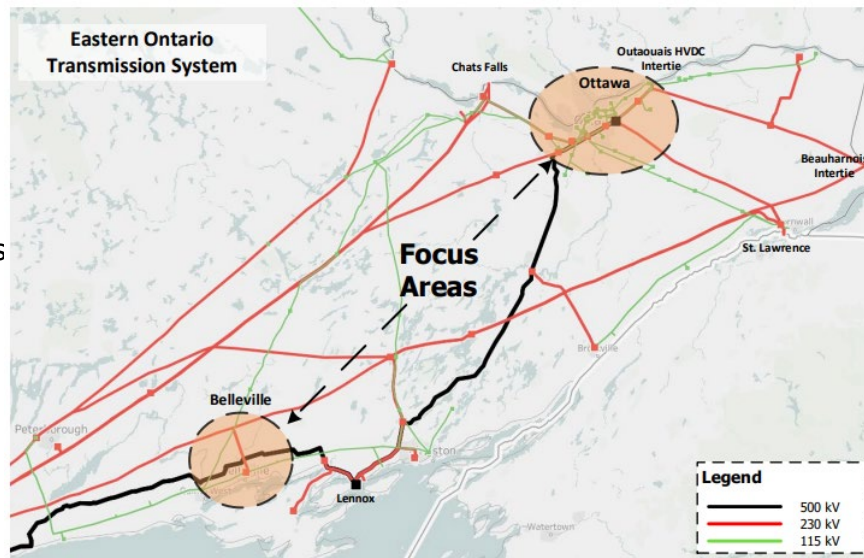 Eastern Ontario
Transmission System
Chats Falls
Outaouais HVDC
Intertie
Ottawa
Beauharnois
Intertie
St. Lawrence
Focus
Areas
Belleville
Peterborough
Lennox
Watertown
Legend
500 kV
230 kV
115 kV